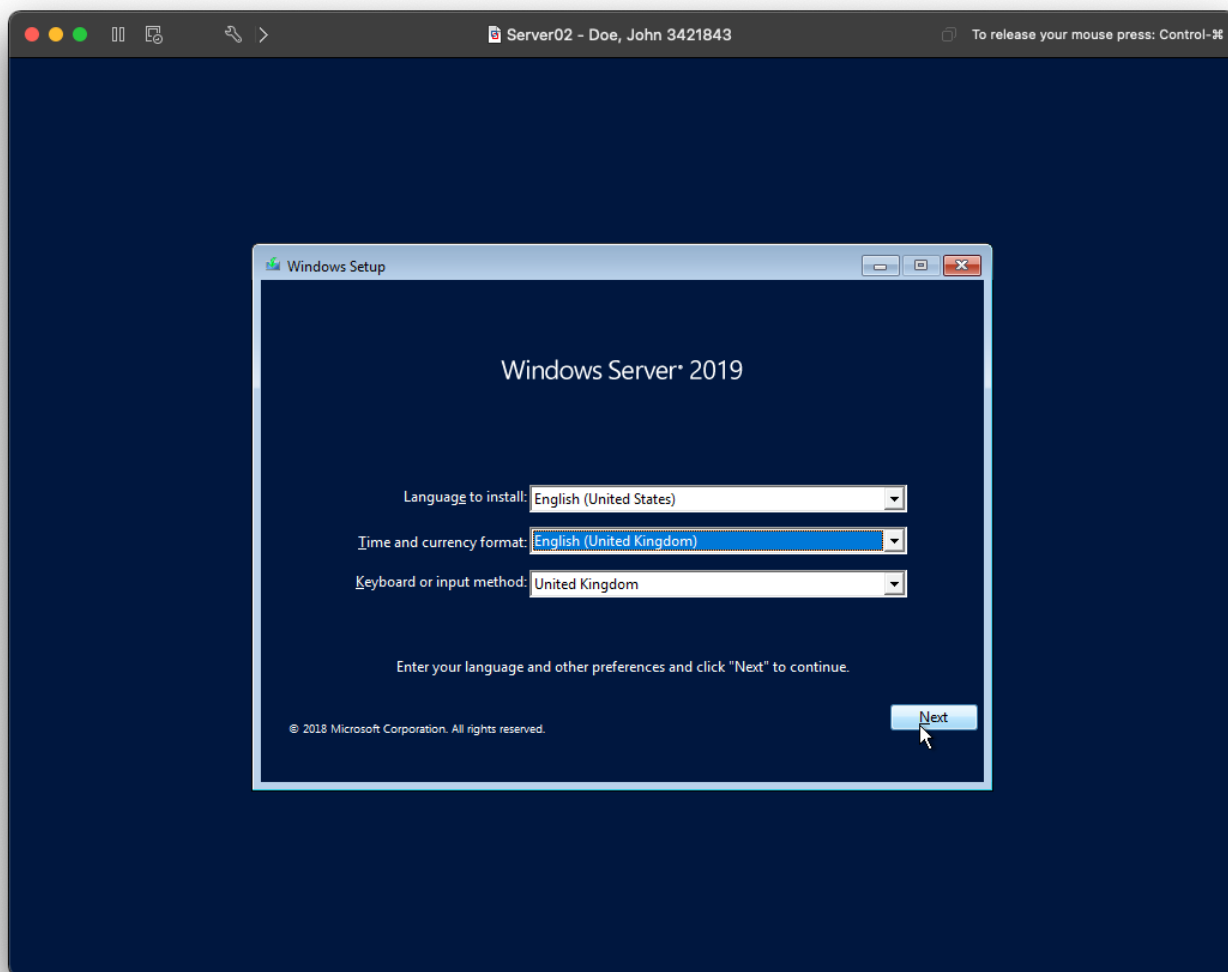 Server02 - Doe, John 3421843
To release your mouse press: Control-⌘
Windows Setup
Windows Server® 2019
Language to install: English (United States)
Time and currency format: English (United Kingdom)
Keyboard or input method: United Kingdom
Enter your language and other preferences and click "Next" to continue.
Next
© 2018 Microsoft Corporation. All rights reserved.